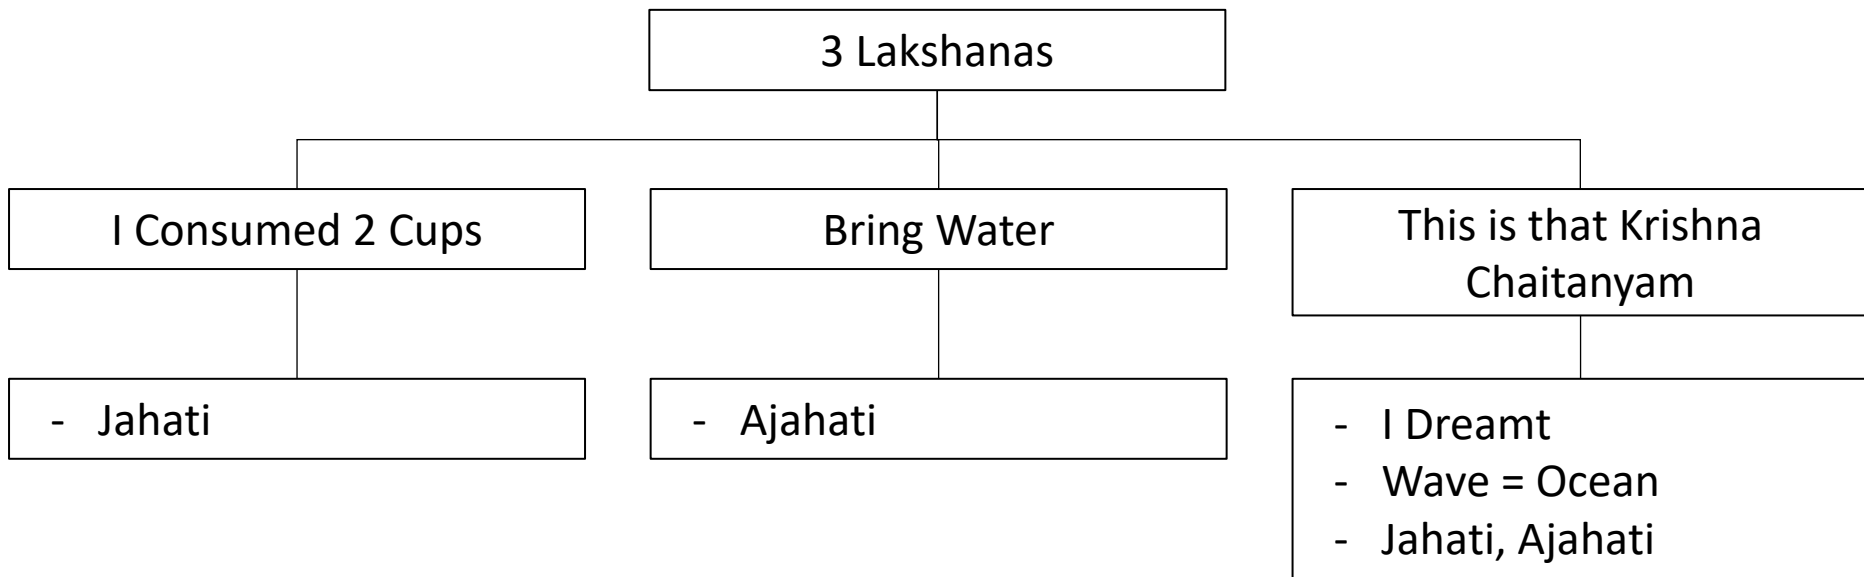 3 Lakshanas
I Consumed 2 Cups
Bring Water
This is that Krishna
Chaitanyam
- Jahati
- Ajahati
- I Dreamt
- Wave = Ocean
- Jahati, Ajahati